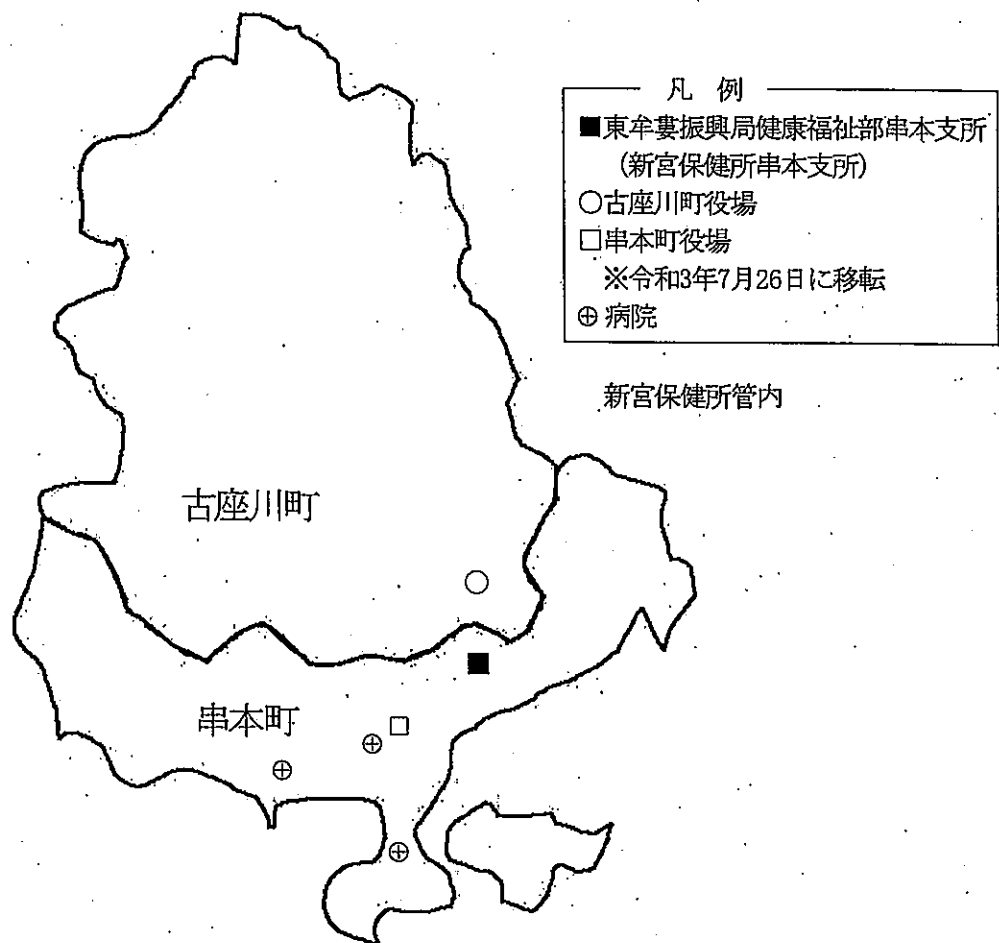 凡 例
■東牟婁振興局健康福祉部串本支所
(新宮保健所串本支所)
○古座川町役場
□串本町役場
※令和3年7月26日に移転
⊕病院
新宮保健所管内
古座川町
串本町